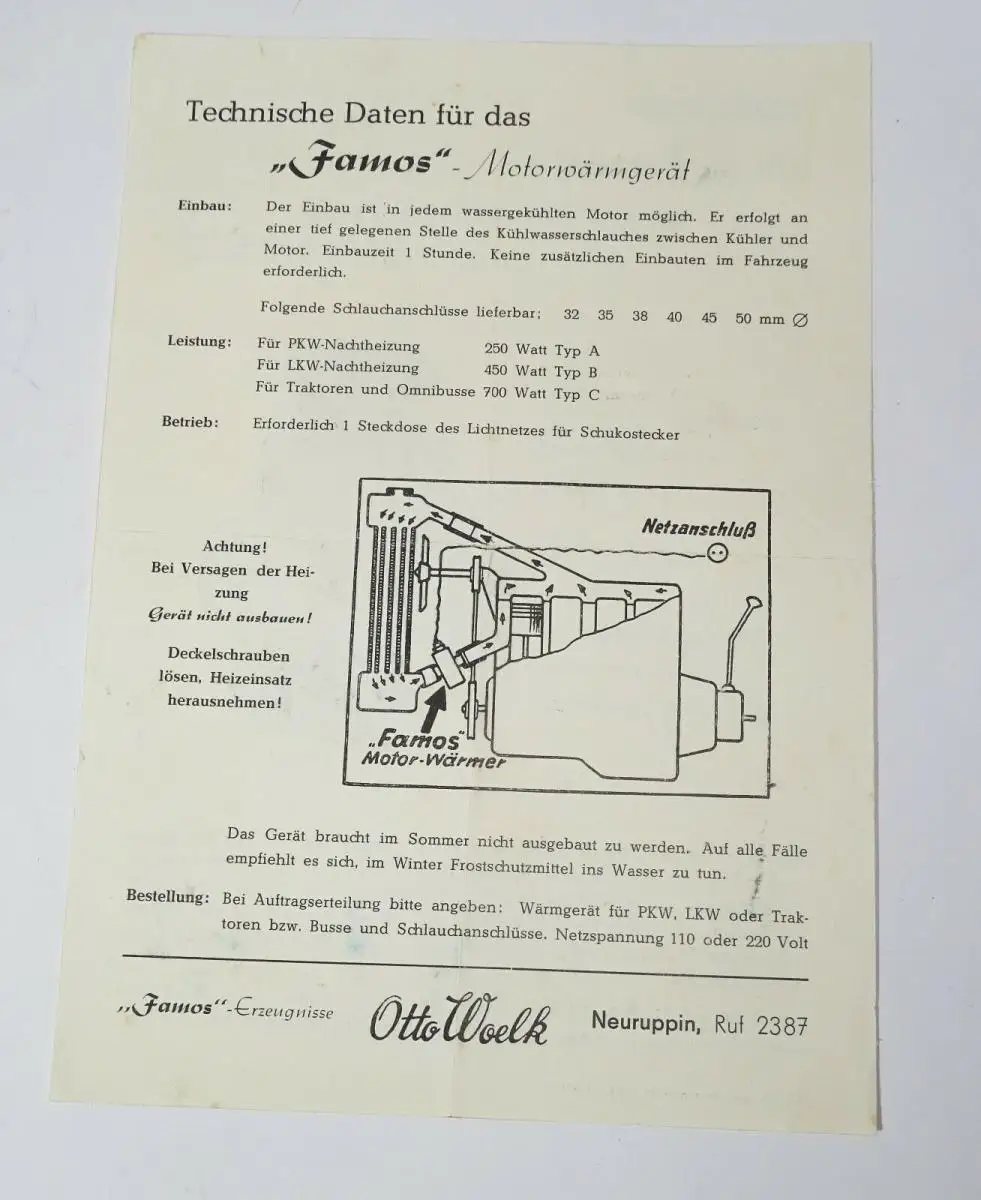 Technische Daten für das
„Famos“-Motorwärmgerät
Einbau: Der Einbau ist in jedem wassergekühlten Motor möglich. Er erfolgt an
einer tief gelegenen Stelle des Kühlwasserschlauches zwischen Kühler und
Motor. Einbauzeit 1 Stunde. Keine zusätzlichen Einbauten im Fahrzeug
erforderlich.
Folgende Schlauchanschlüsse lieferbar: 32 35 38 40 45 50 mm ∅
Leistung: Für PKW-Nachtheizung 250 Watt Typ A
Für LKW-Nachtheizung 450 Watt Typ B
Für Traktoren und Omnibusse 700 Watt Typ C
Betrieb: Erforderlich 1 Steckdose des Lichtnetzes für Schukostecker
Achtung!
Bei Versagen der Hei-
zung
Gerät nicht ausbauen!
Deckelschrauben
lösen, Heizeinsatz
herausnehmen!
Netzanschluß
„Famos“
Motor-Wärmer
Das Gerät braucht im Sommer nicht ausgebaut zu werden. Auf alle Fälle
empfiehlt es sich, im Winter Frostschutzmittel ins Wasser zu tun.
Bestellung: Bei Auftragserteilung bitte angeben: Wärmgerät für PKW, LKW oder Trak-
toren bzw. Busse und Schlauchanschlüsse. Netzspannung 110 oder 220 Volt
„Famos“-Erzeugnisse Otto Woelk Neuruppin, Ruf 2387